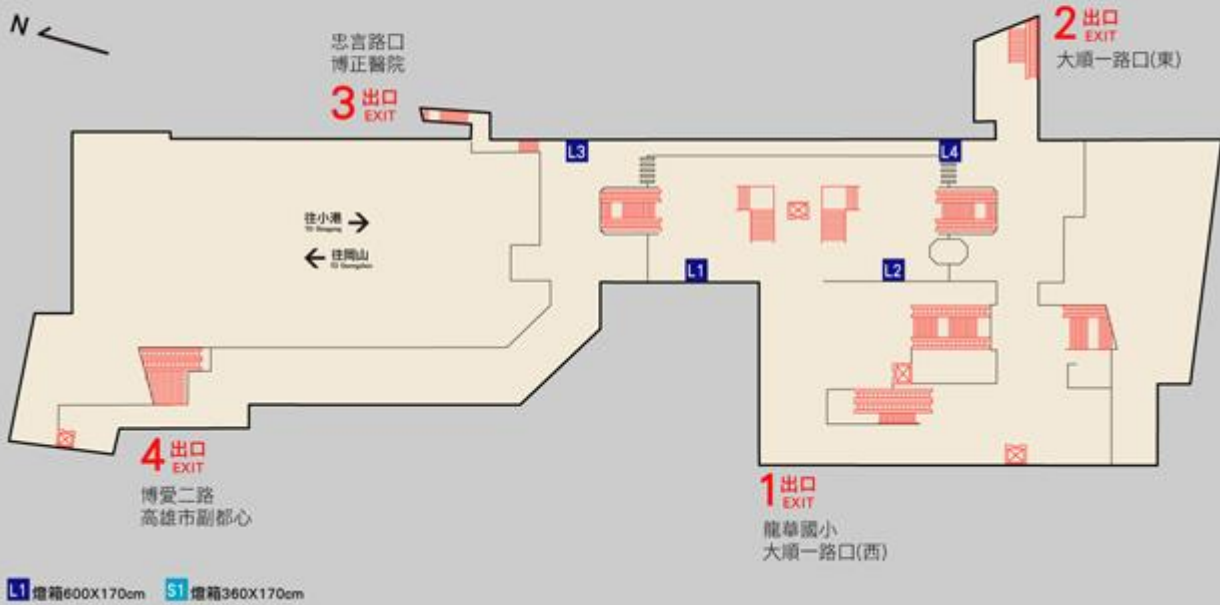 N
忠言路口
博正醫院
3 出口
EXIT
2 出口
EXIT
大順一路口(東)
L3
L4
往小港
往岡山
L1
L2
4 出口
EXIT
博愛二路
高雄市副都心
1 出口
EXIT
龍華國小
大順一路口(西)
L1 燈箱600X170cm
S1 燈箱360X170cm